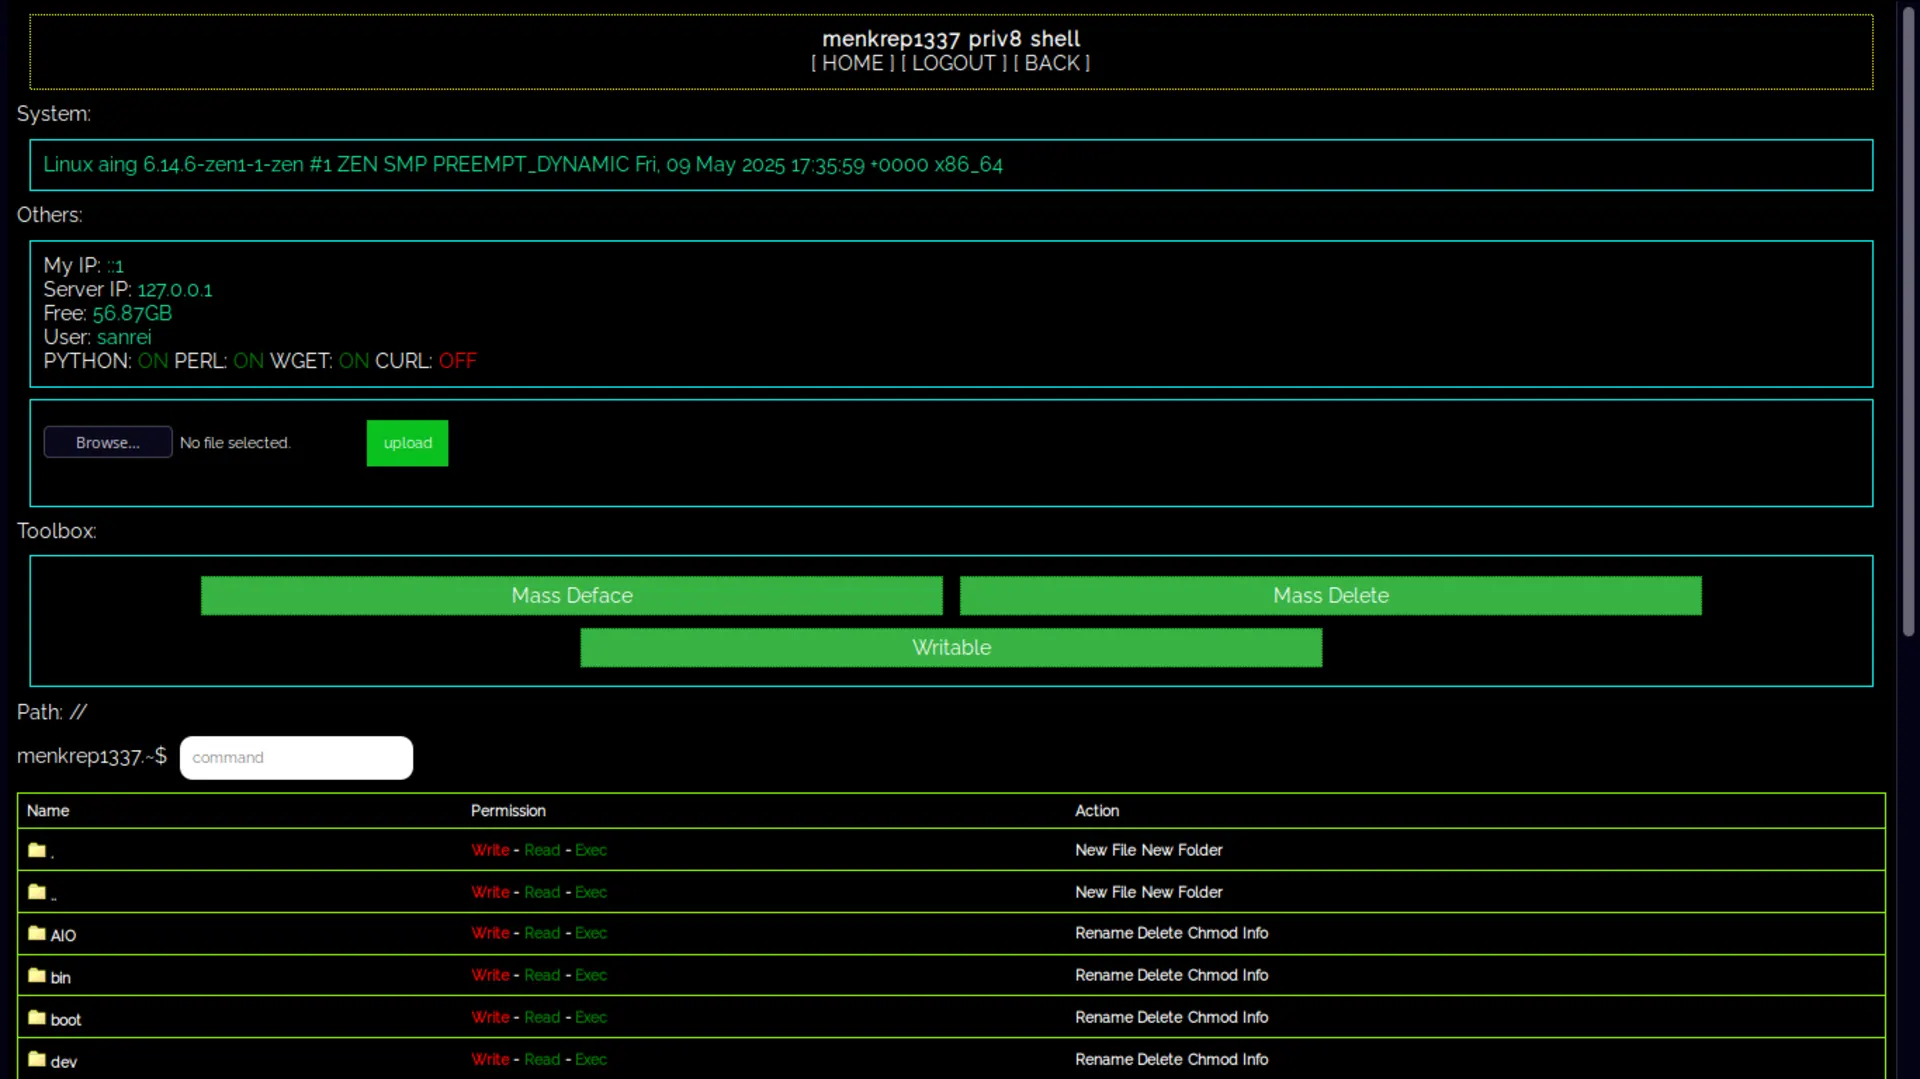 menkrep1337 priv8 shell
[ HOME ] [ LOGOUT ] [ BACK ]
System:
Linux aing 6.14.6-zen1-1-zen #1 ZEN SMP PREEMPT_DYNAMIC Fri, 09 May 2025 17:35:59 +0000 x86_64
Others:
My IP: ::1
Server IP: 127.0.0.1
Free: 56.87GB
User: sanrei
PYTHON: ON PERL: ON WGET: ON CURL: OFF
Browse... No file selected. upload
Toolbox:
Mass Deface Mass Delete
Writable
Path: //
menkrep1337.~$ command
Name Permission Action
. Write - Read - Exec New File New Folder
.. Write - Read - Exec New File New Folder
AIO Write - Read - Exec Rename Delete Chmod Info
bin Write - Read - Exec Rename Delete Chmod Info
boot Write - Read - Exec Rename Delete Chmod Info
dev Write - Read - Exec Rename Delete Chmod Info